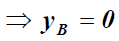 ⇒ y_B = 0